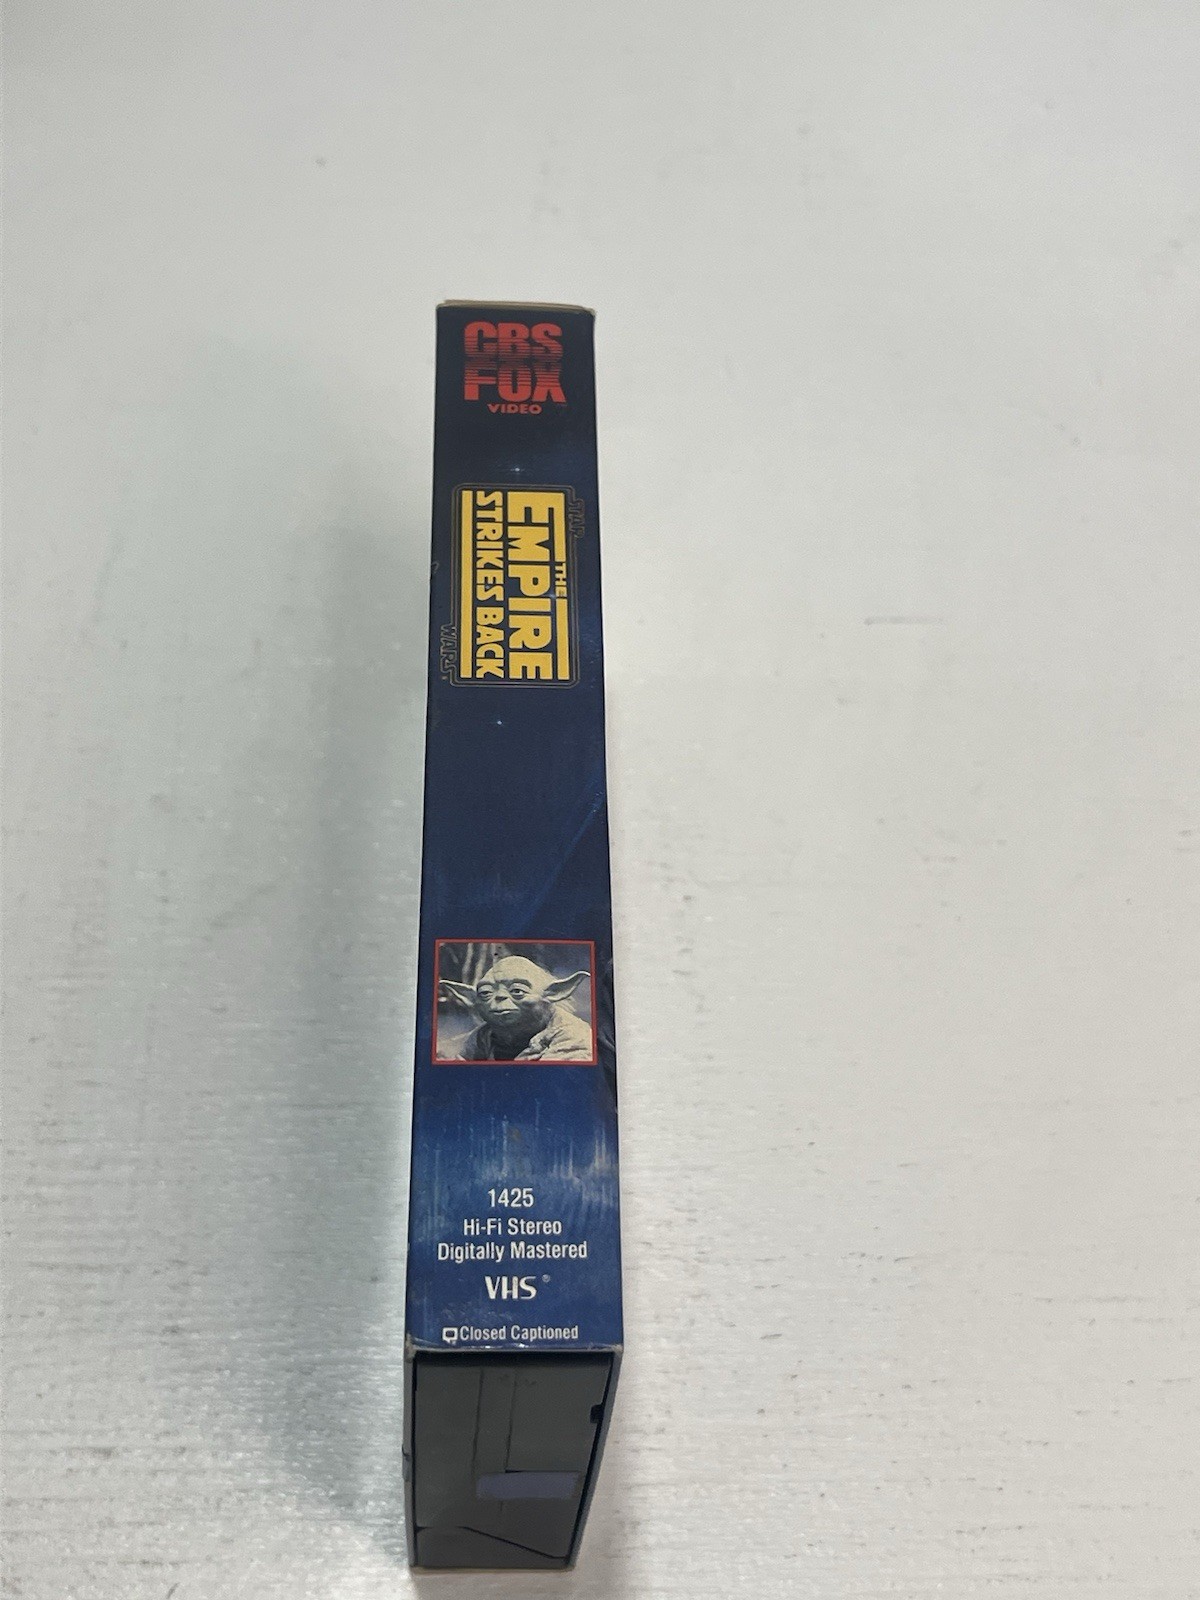 CBS
FOX
VIDEO
STAR
THE
EMPIRE
STRIKES BACK
WARS
1425
Hi-Fi Stereo
Digitally Mastered
VHS®
Closed Captioned